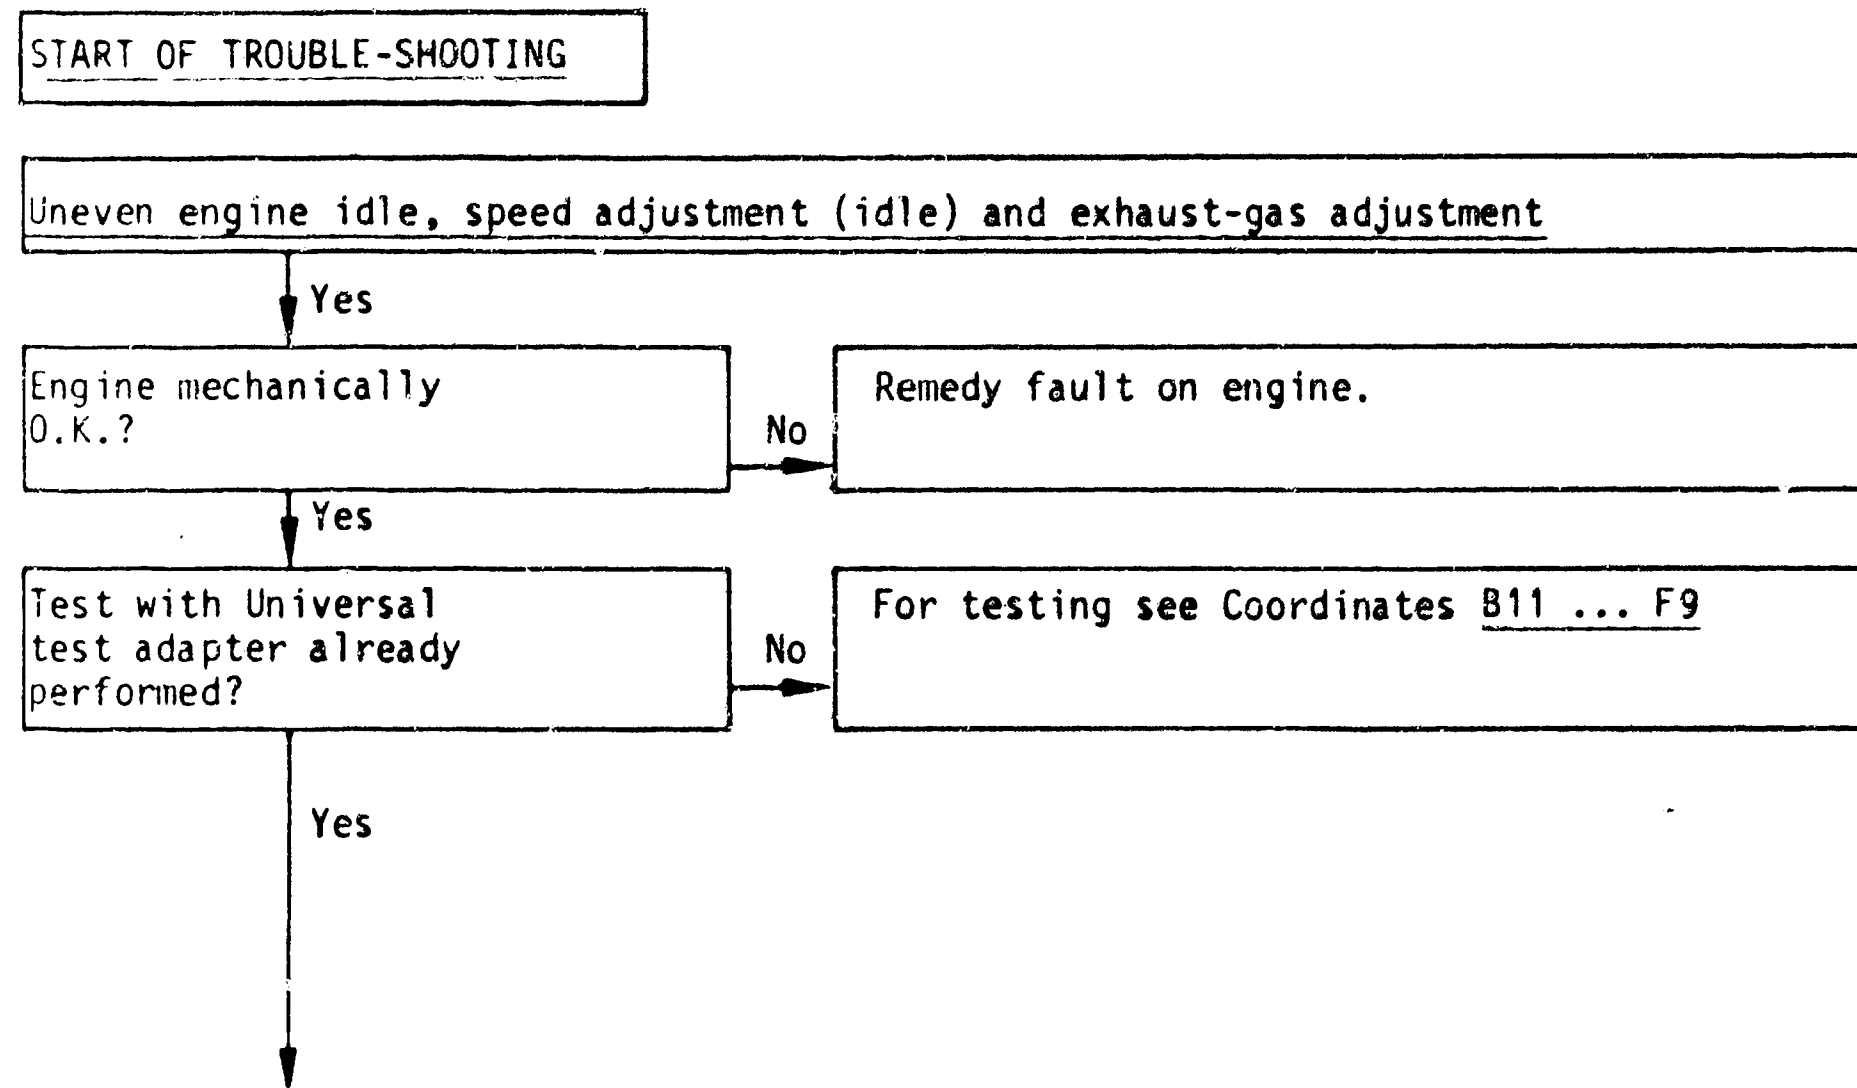 START OF TROUBLE-SHOOTING
Uneven engine idle, speed adjustment (idle) and exhaust-gas adjustment
Yes
Engine mechanically
O.K.?
No
Remedy fault on engine.
Yes
Test with Universal
test adapter already
performed?
No
For testing see Coordinates B11 ... F9
Yes